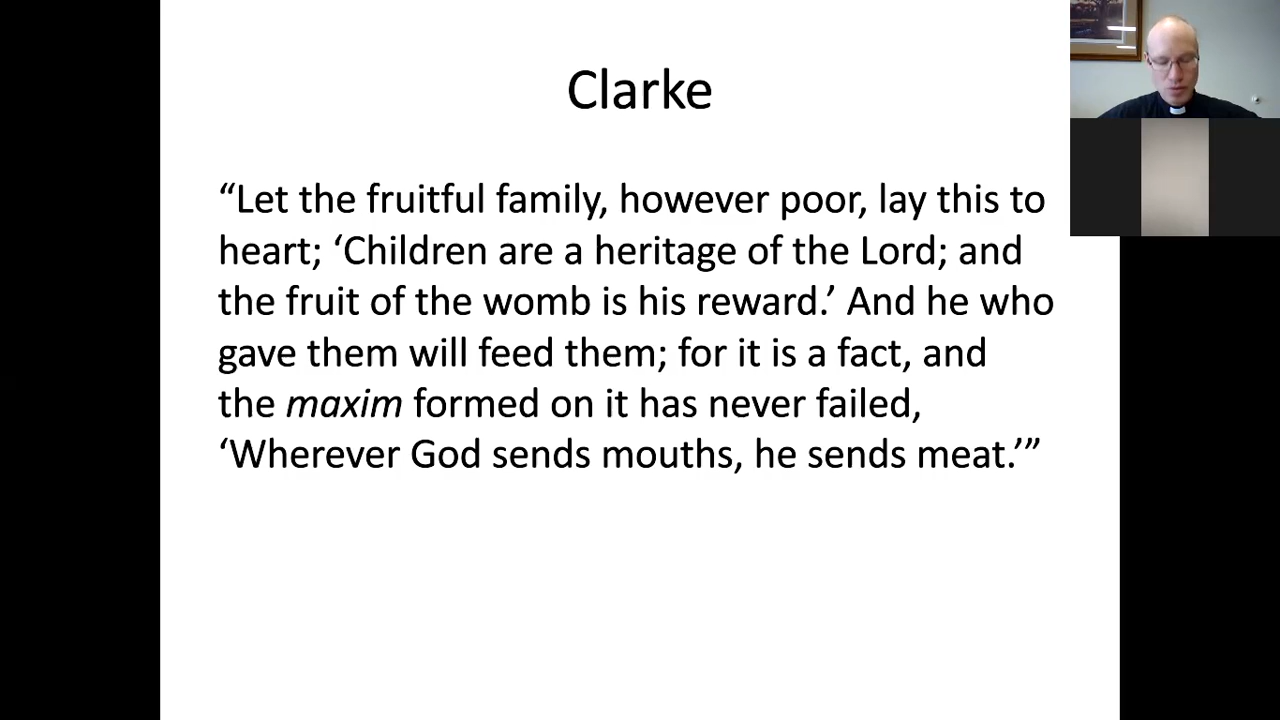 Clarke
“Let the fruitful family, however poor, lay this to
heart; ‘Children are a heritage of the Lord; and
the fruit of the womb is his reward.’ And he who
gave them will feed them; for it is a fact, and
the maxim formed on it has never failed,
‘Wherever God sends mouths, he sends meat.’”